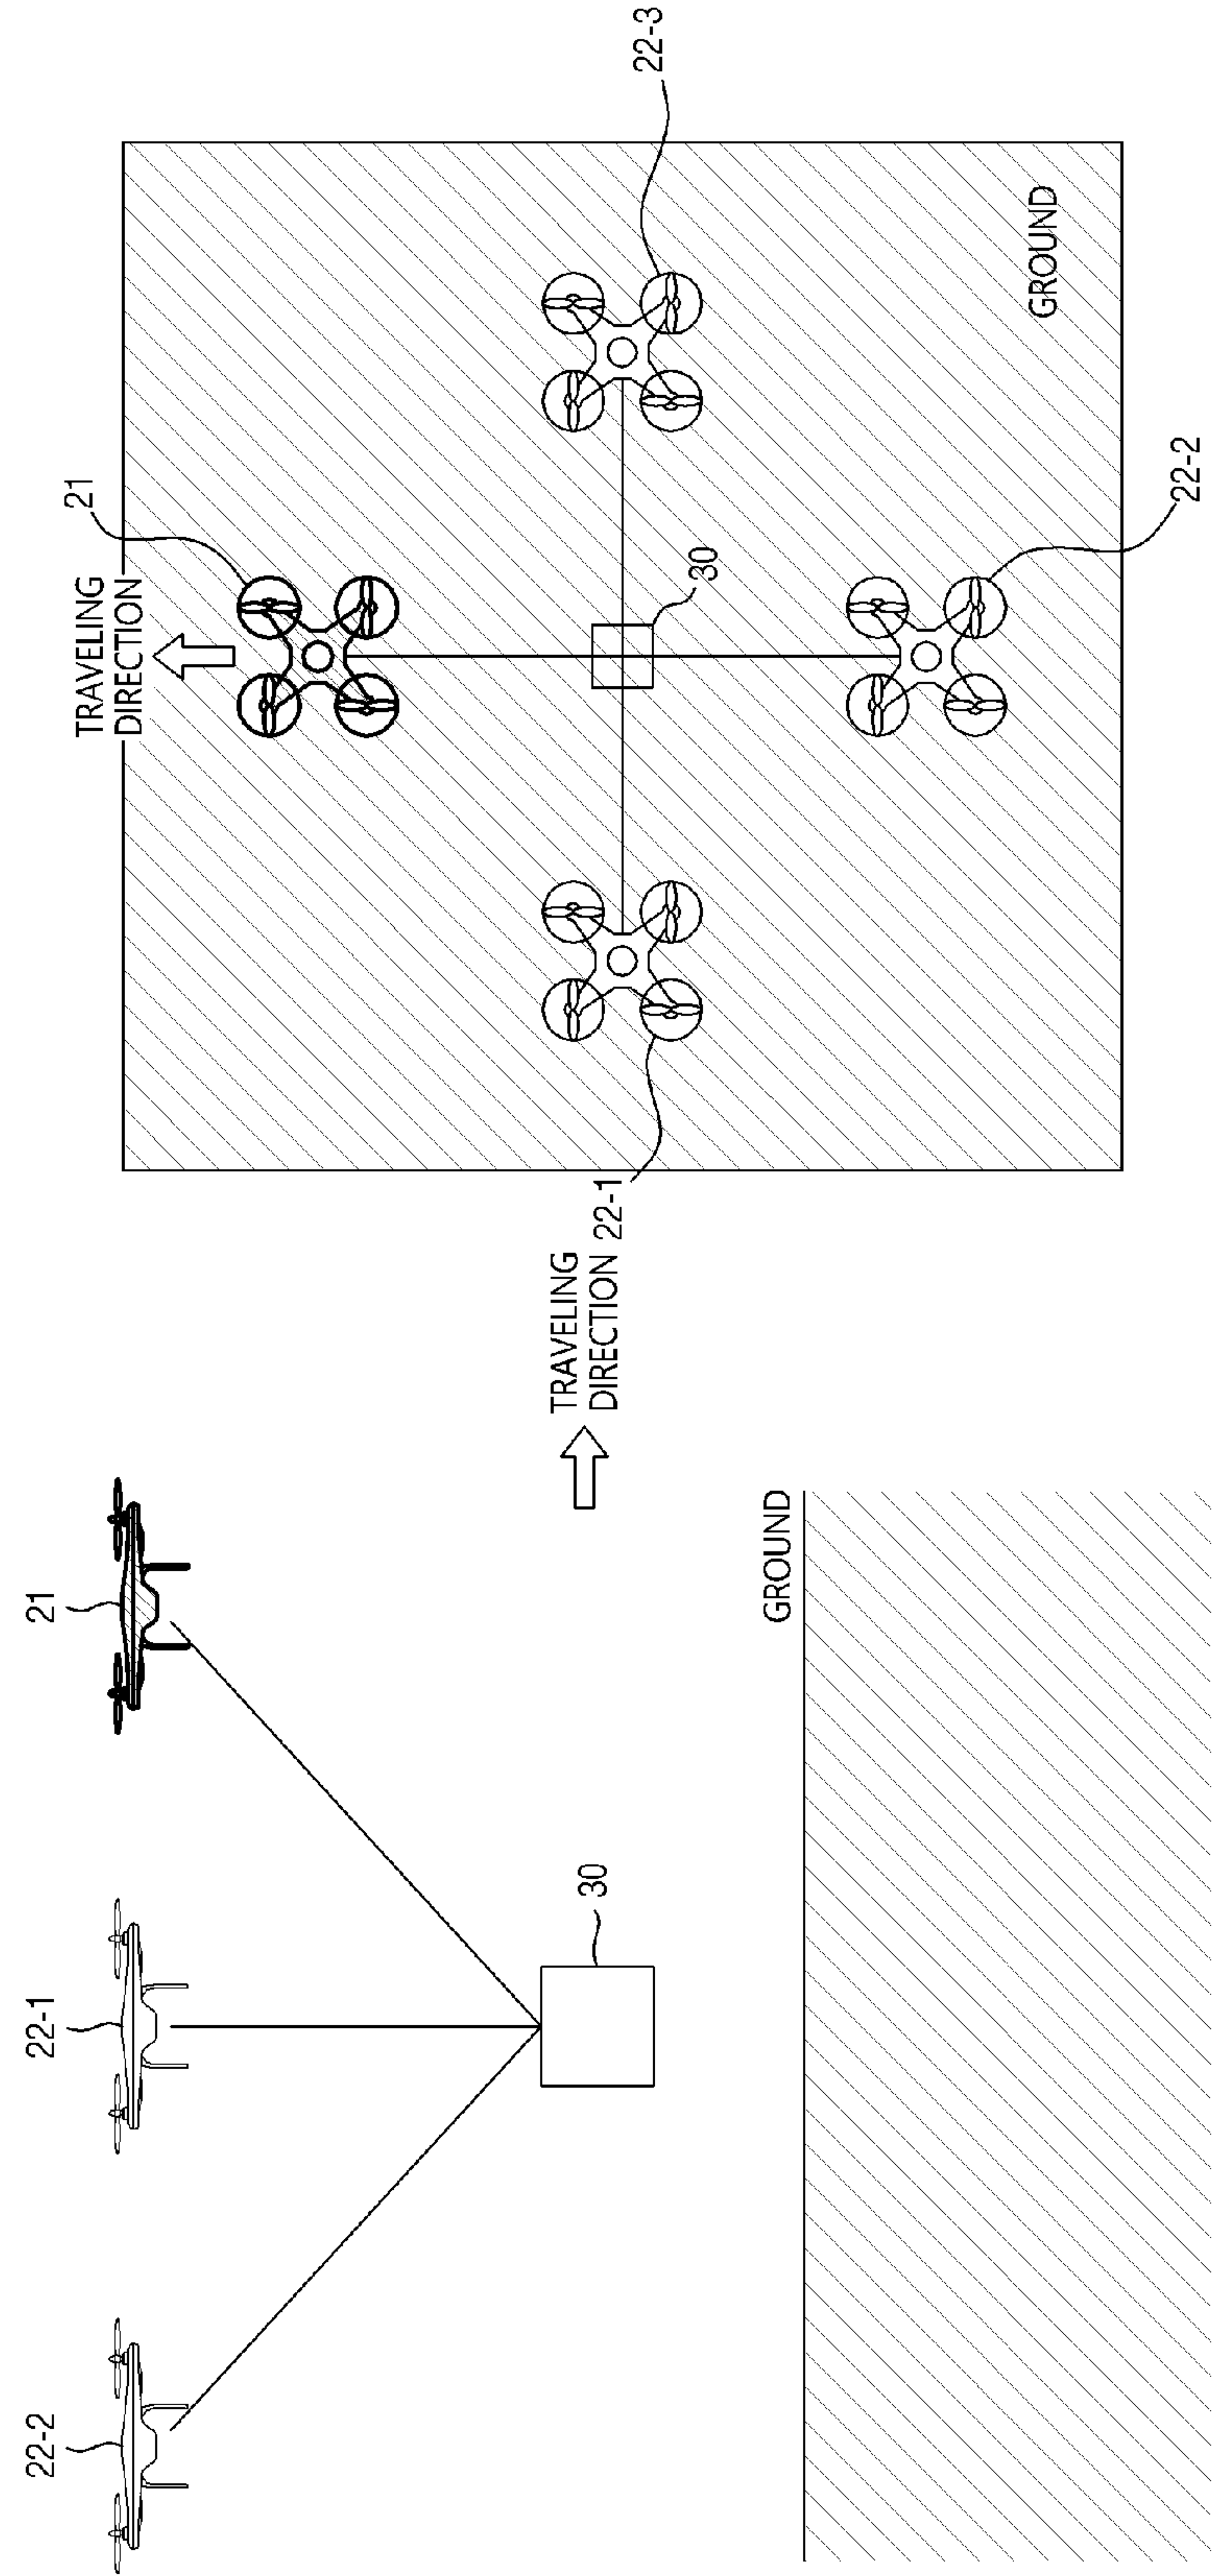 22-2
22-1
21
30
TRAVELING
DIRECTION
GROUND
TRAVELING
DIRECTION
21
22-1
30
22-3
22-2
GROUND